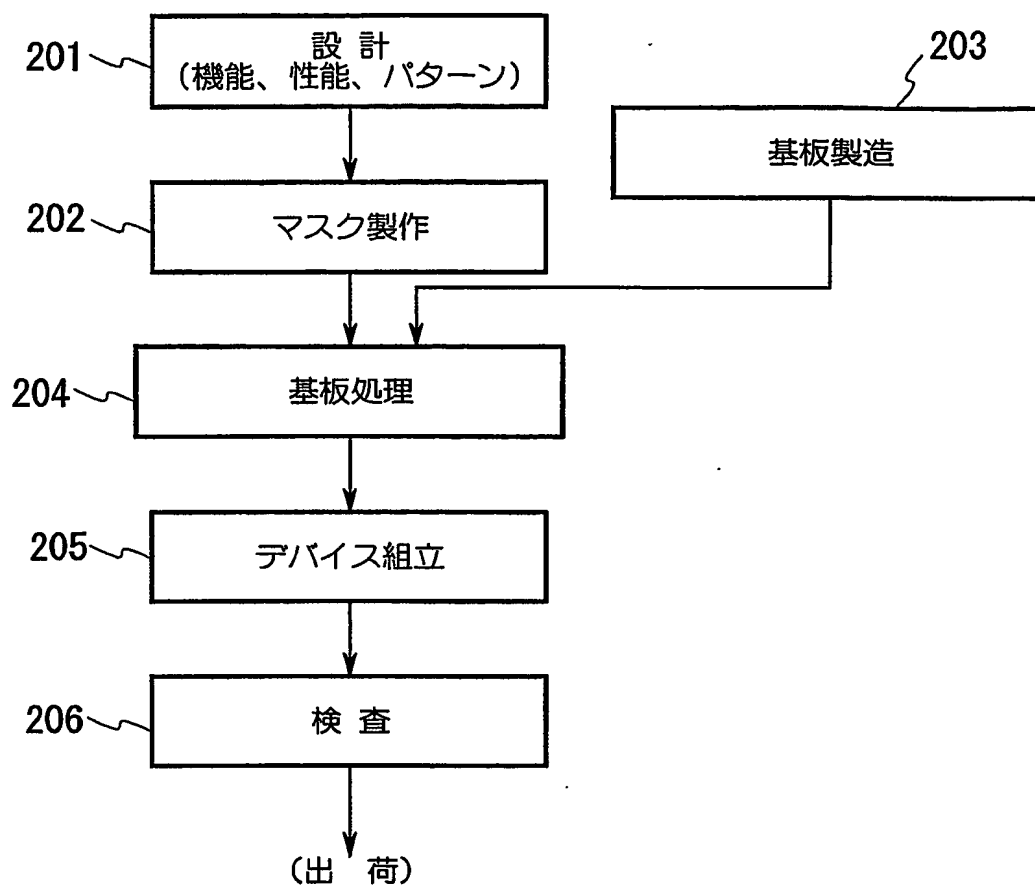 201
設 計
(機能、性能、パターン)
203
基板製造
202
マスク製作
204
基板処理
205
デバイス組立
206
検 査
(出 荷)